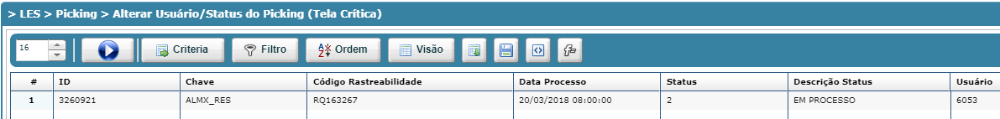 > LES > Picking > Alterar Usuário/Status do Picking (Tela Crítica)
16 Criteria Filtro Ordem Visão
# ID Chave Código Rastreabilidade Data Processo Status Descrição Status Usuário
1 3260921 ALMX_RES RQ163267 20/03/2018 08:00:00 2 EM PROCESSO 6053